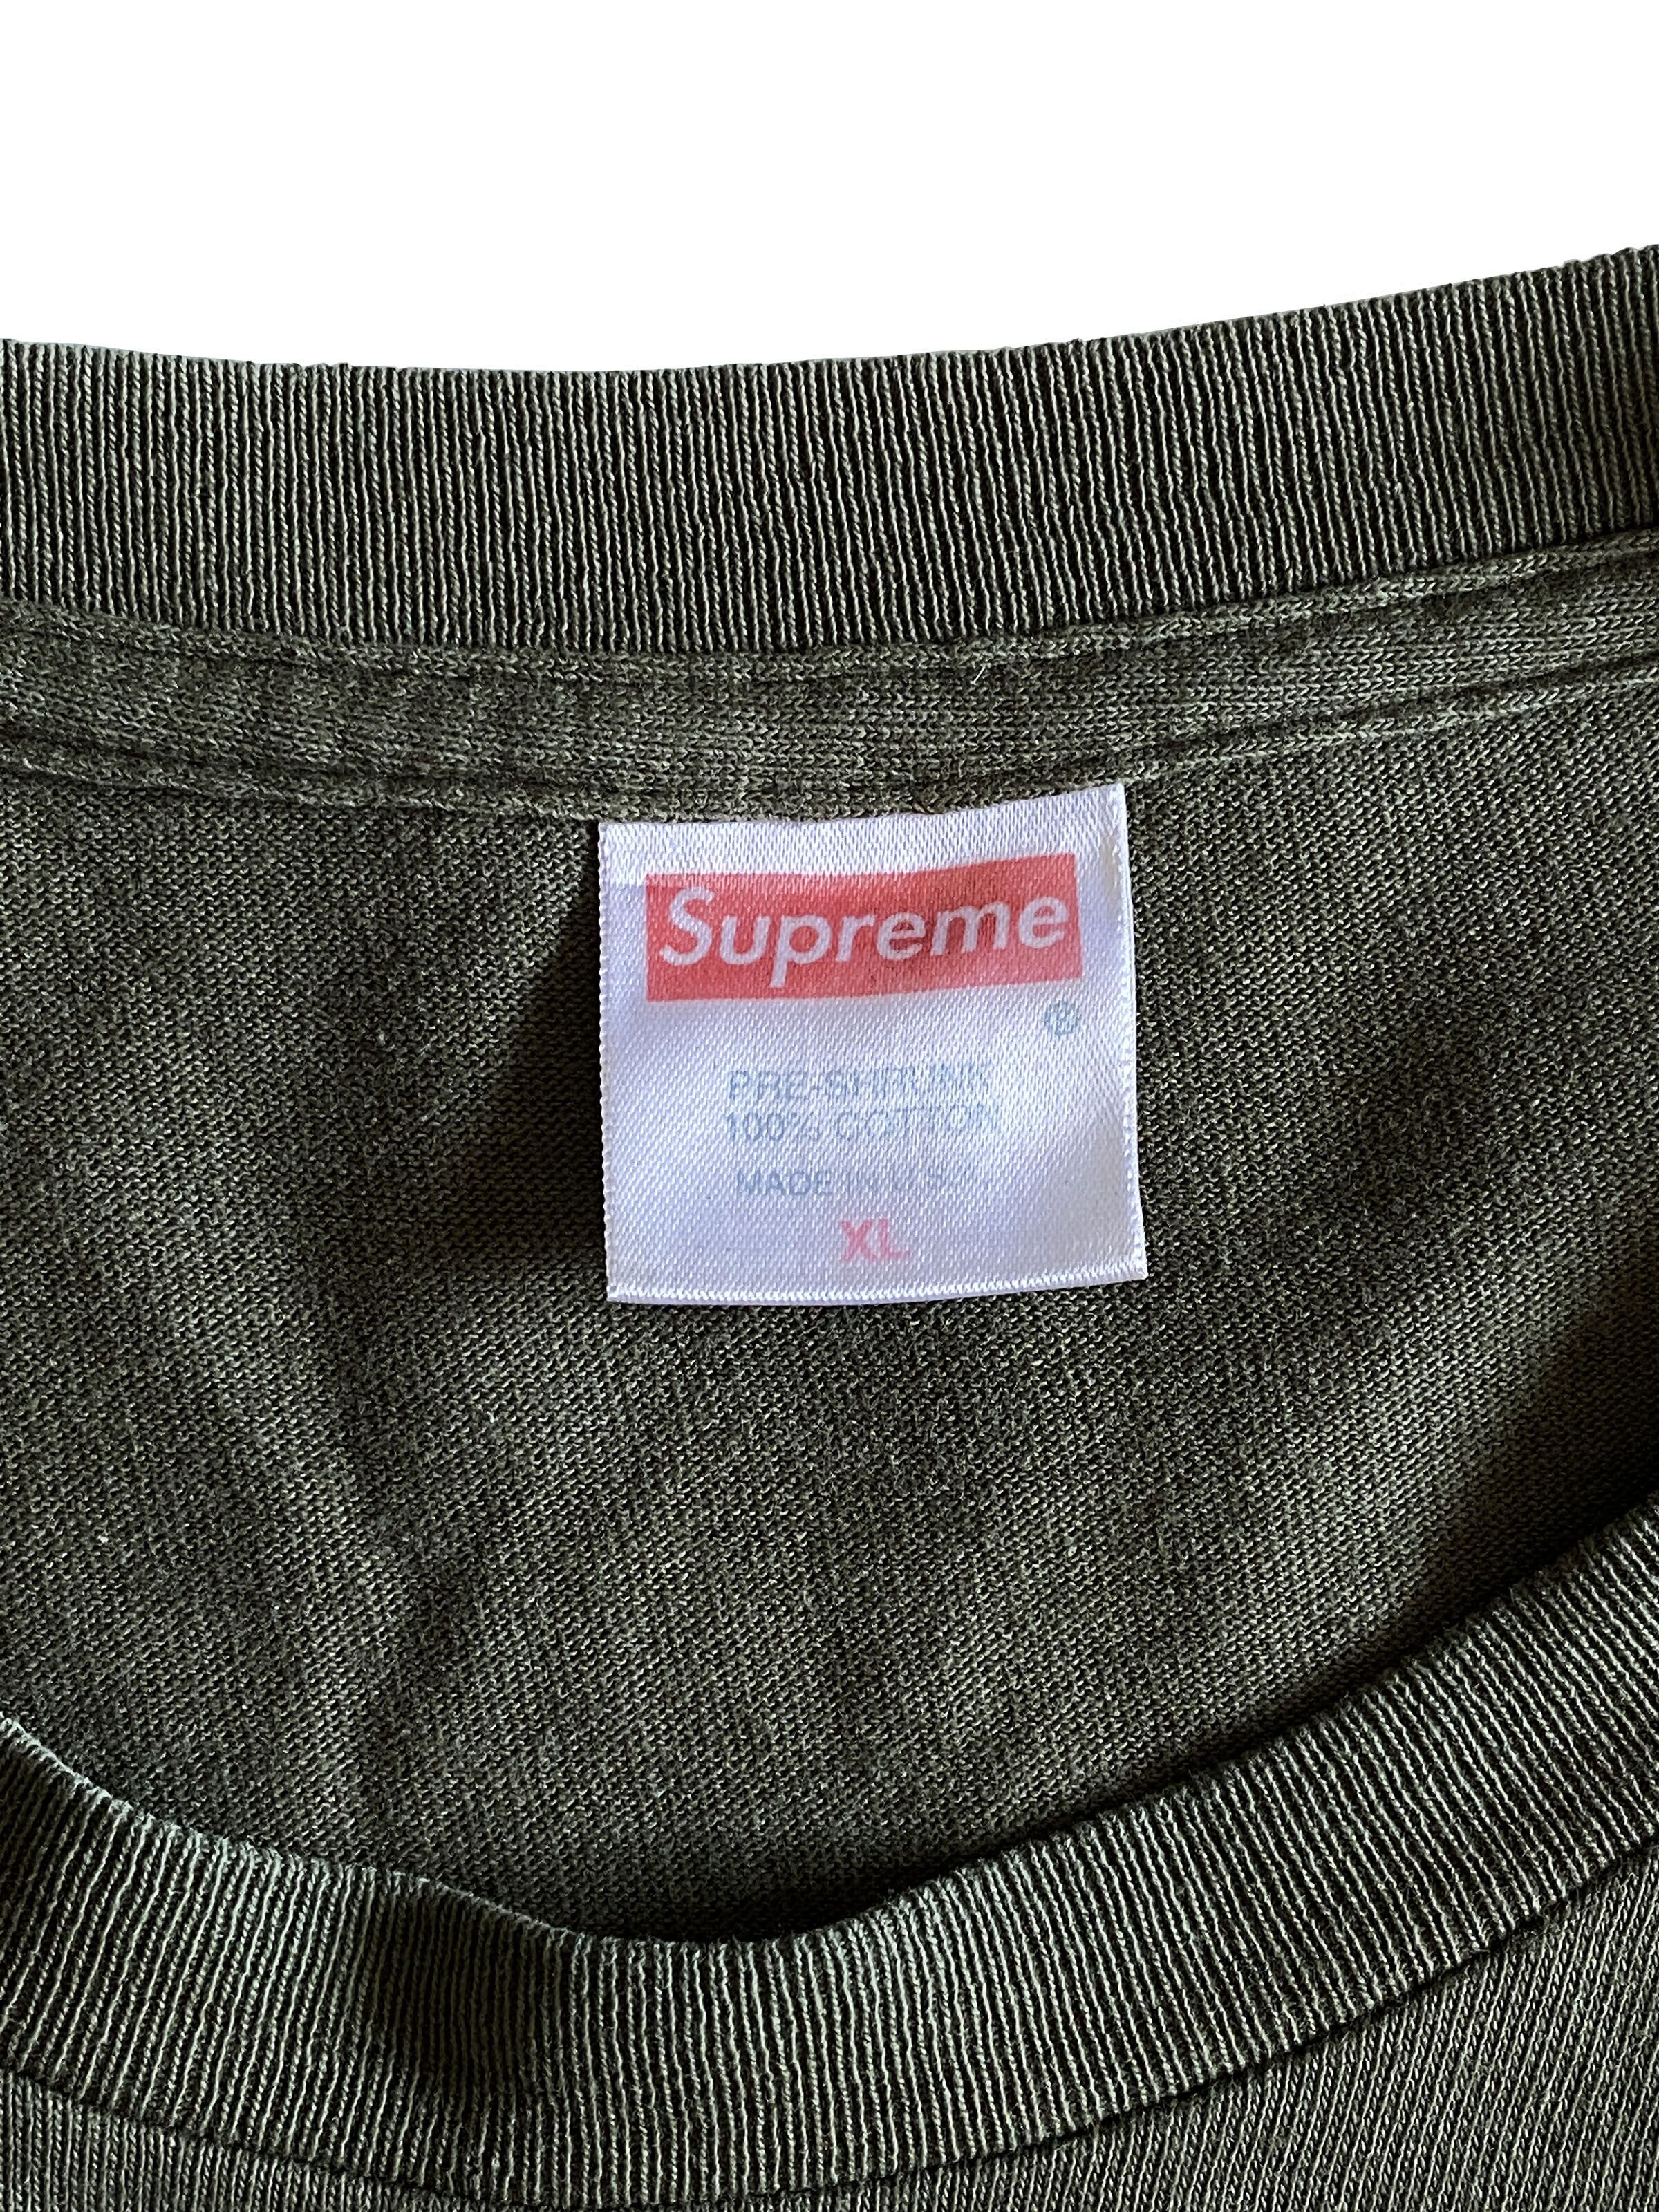 Supreme
®
PRE-SHRUNK
100% COTTON
MADE IN U.S.A.
XL